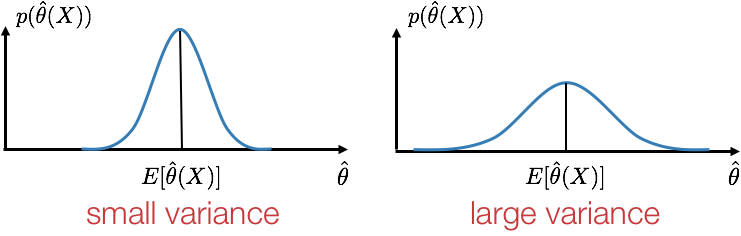 p(θ̂(X)) p(θ̂(X))
E[θ̂(X)] θ̂ E[θ̂(X)] θ̂
small variance large variance